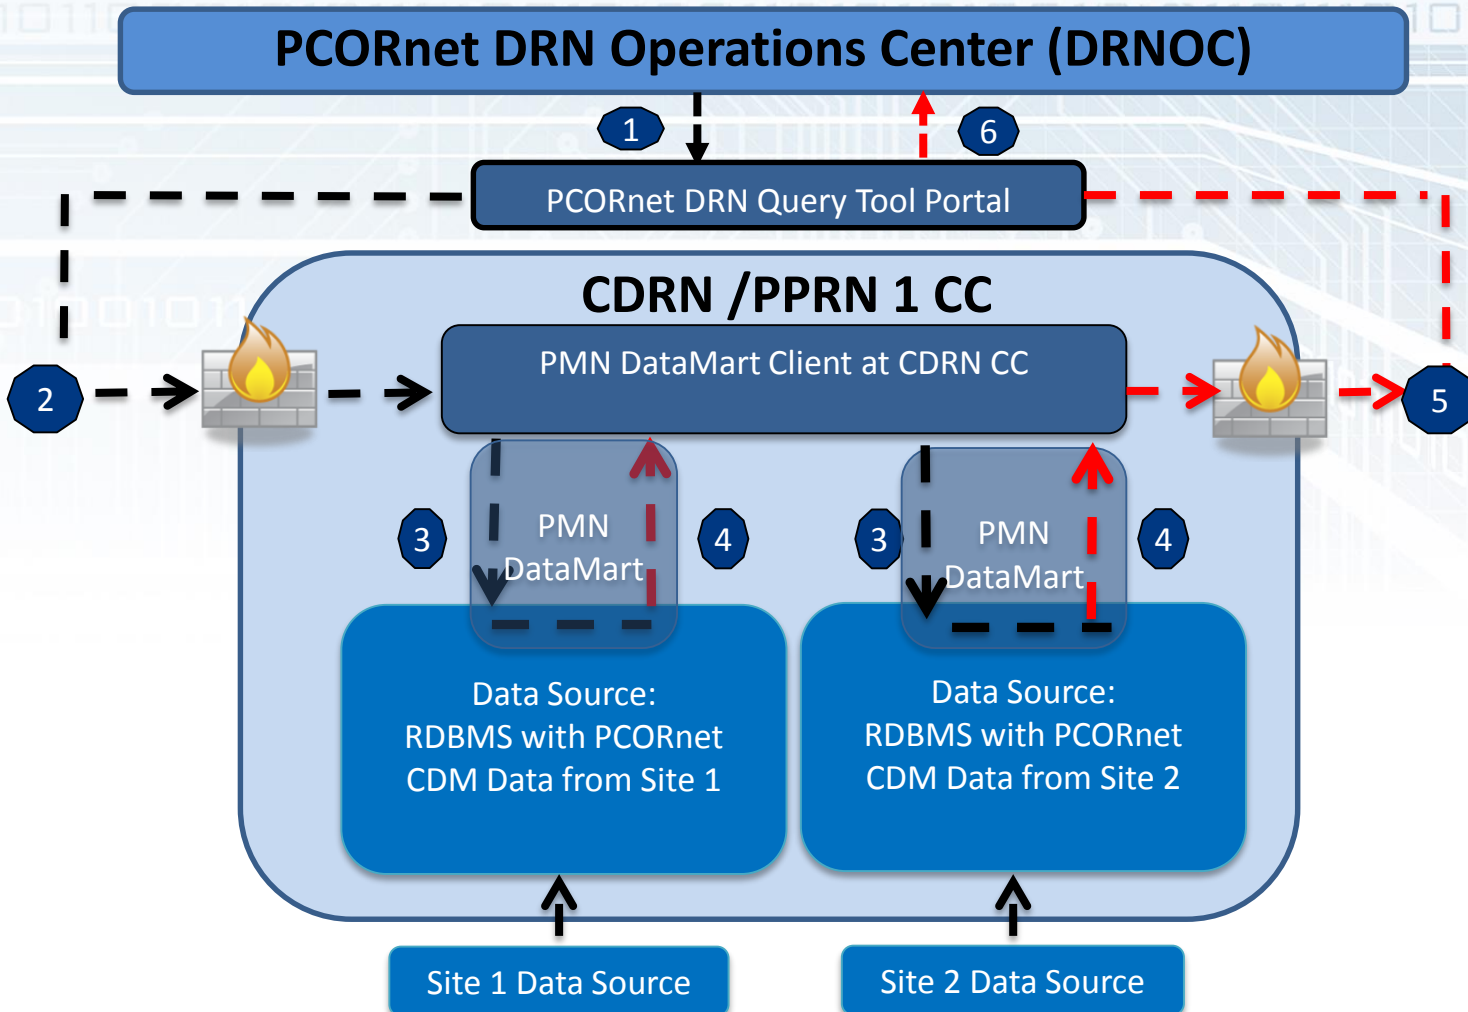 PCORnet DRN Operations Center (DRNOC)
1
6
PCORnet DRN Query Tool Portal
CDRN /PPRN 1 CC
PMN DataMart Client at CDRN CC
2
5
3
PMN
DataMart
4
3
PMN
DataMart
4
Data Source:
RDBMS with PCORnet
CDM Data from Site 1
Data Source:
RDBMS with PCORnet
CDM Data from Site 2
Site 1 Data Source
Site 2 Data Source